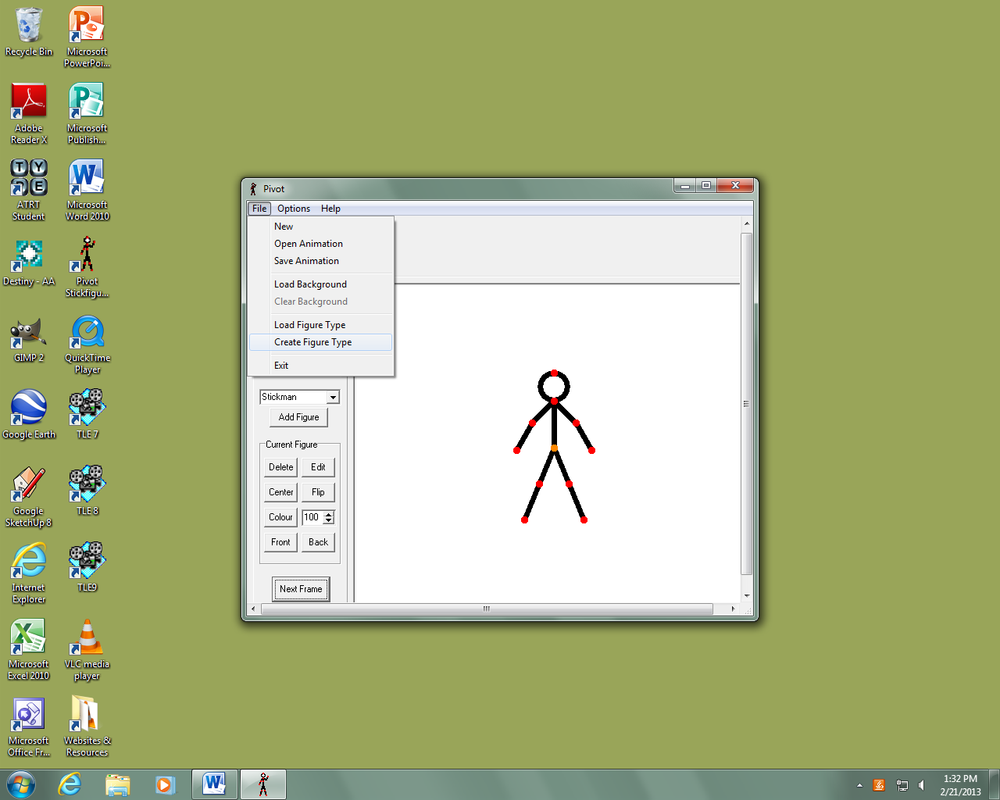 Recycle Bin
Microsoft
PowerPoi...
Adobe
Reader X
Microsoft
Publish...
T Y
P E
ATRT
Student
Microsoft
Word 2010
Destiny - AA
Pivot
Stickfigu...
GIMP 2
QuickTime
Player
Google Earth
TLE 7
Google
SketchUp 8
TLE 8
Internet
Explorer
TLE9
Microsoft
Excel 2010
VLC media
player
Microsoft
Office Fr...
Websites &
Resources
Pivot
File Options Help
New
Open Animation
Save Animation
Load Background
Clear Background
Load Figure Type
Create Figure Type
Exit
Stickman
Add Figure
Current Figure
Delete Edit
Center Flip
Colour 100
Front Back
Next Frame
1:32 PM
2/21/2013